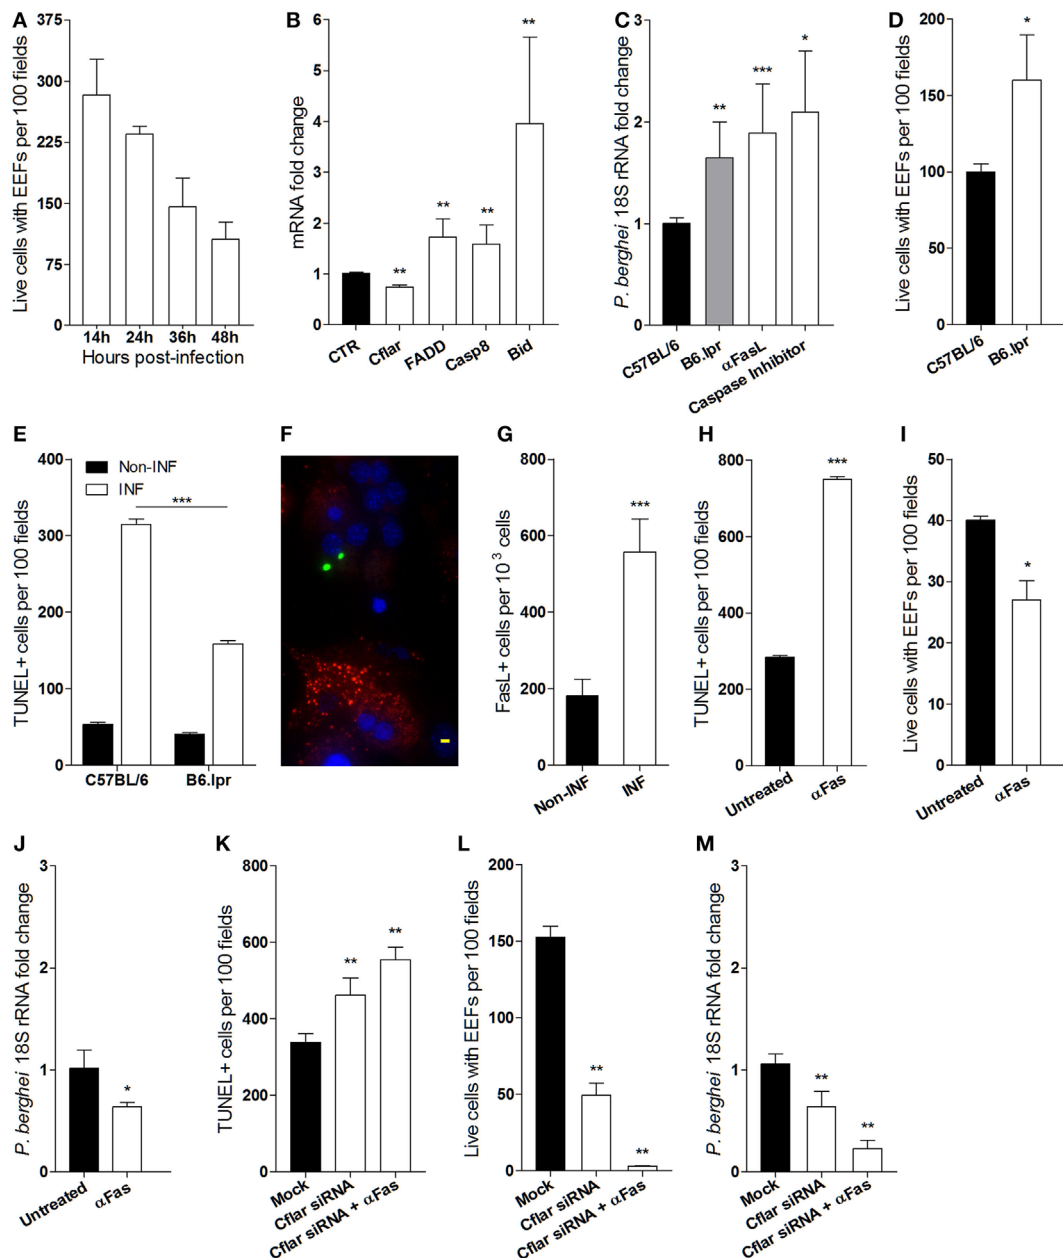 A
Live cells with EEFs per 100 fields
375
300
225
150
75
0
14h 24h 36h 48h
Hours post-infection
B
mRNA fold change
6
5
4
3
2
1
0
**
**
**
**
CTR
Cflar
FADD
Casp8
Bid
C
P. berghei 18S rRNA fold change
3
2
1
0
**
***
*
C57BL/6
B6.lpr
αFasL
Caspase Inhibitor
D
Live cells with EEFs per 100 fields
200
150
100
50
0
*
C57BL/6
B6.lpr
E
TUNEL+ cells per 100 fields
400
300
200
100
0
Non-INF
INF
***
C57BL/6 B6.lpr
F
G
FasL+ cells per 10³ cells
800
600
400
200
0
***
Non-INF
INF
H
TUNEL+ cells per 100 fields
800
600
400
200
0
***
Untreated
αFas
I
Live cells with EEFs per 100 fields
50
40
30
20
10
0
*
Untreated
αFas
J
P. berghei 18S rRNA fold change
3
2
1
0
*
Untreated
αFas
K
TUNEL+ cells per 100 fields
800
600
400
200
0
**
**
Mock
Cflar siRNA
Cflar siRNA + αFas
L
Live cells with EEFs per 100 fields
200
150
100
50
0
**
**
Mock
Cflar siRNA
Cflar siRNA + αFas
M
P. berghei 18S rRNA fold change
3
2
1
0
**
**
Mock
Cflar siRNA
Cflar siRNA + αFas